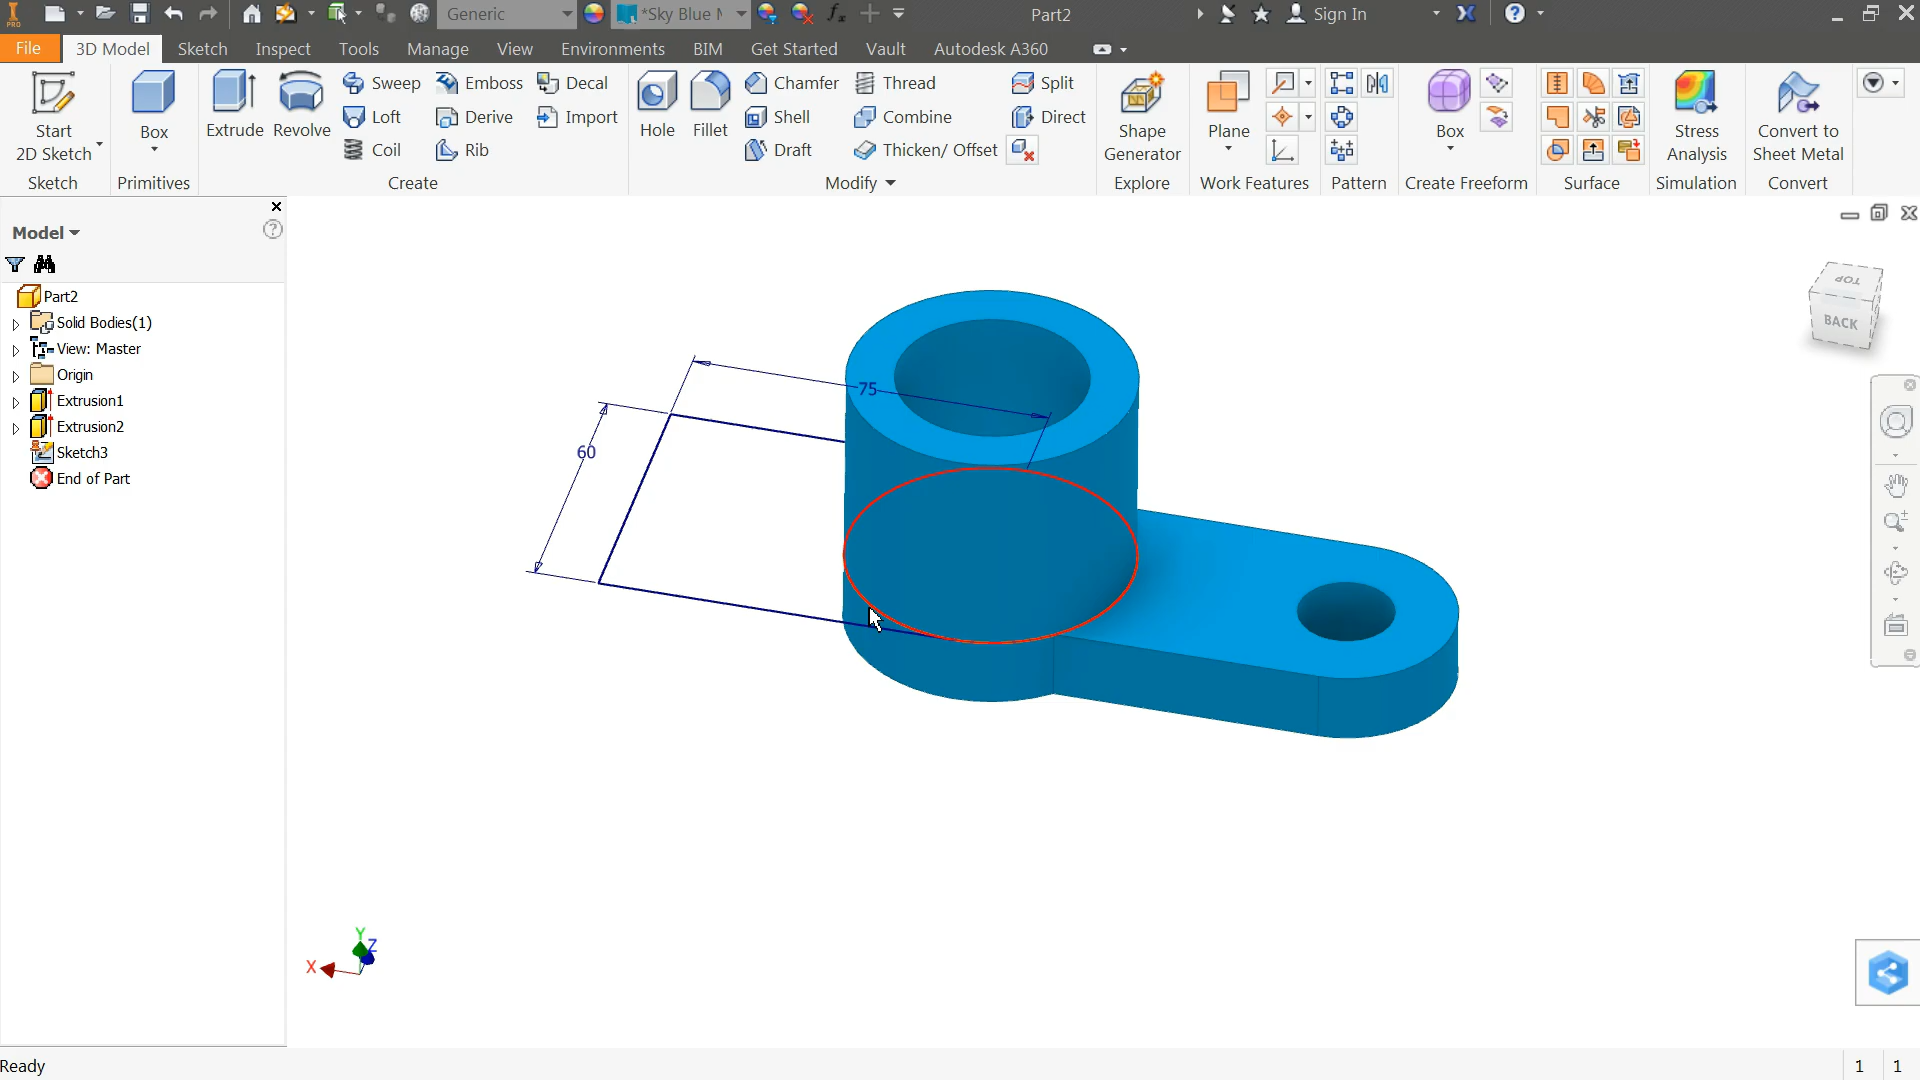 PRO
Generic
*Sky Blue M
Part2
Sign In
File
3D Model
Sketch
Inspect
Tools
Manage
View
Environments
BIM
Get Started
Vault
Autodesk A360
Start
2D Sketch
Sketch
Box
Primitives
Extrude
Revolve
Sweep
Loft
Coil
Emboss
Derive
Rib
Decal
Import
Create
Hole
Fillet
Chamfer
Shell
Draft
Thread
Combine
Thicken/ Offset
Split
Direct
Modify
Shape
Generator
Explore
Plane
Work Features
Pattern
Box
Create Freeform
Surface
Stress
Analysis
Simulation
Convert to
Sheet Metal
Convert
Model
Part2
Solid Bodies(1)
View: Master
Origin
Extrusion1
Extrusion2
Sketch3
End of Part
75
60
TOP
BACK
Y
Z
X
Ready
1
1